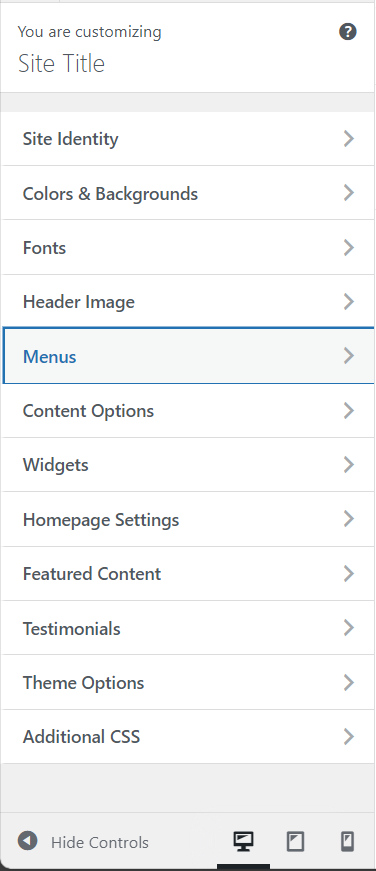 You are customizing
Site Title
Site Identity
Colors & Backgrounds
Fonts
Header Image
Menus
Content Options
Widgets
Homepage Settings
Featured Content
Testimonials
Theme Options
Additional CSS
Hide Controls